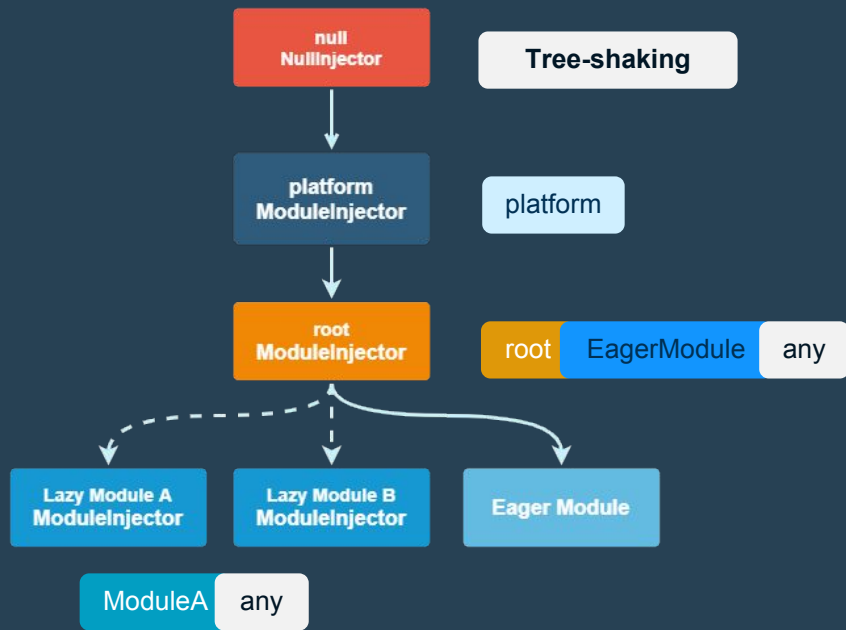 null
NullInjector
Tree-shaking
platform
ModuleInjector
platform
root
ModuleInjector
root EagerModule any
Lazy Module A
ModuleInjector
Lazy Module B
ModuleInjector
Eager Module
ModuleA any